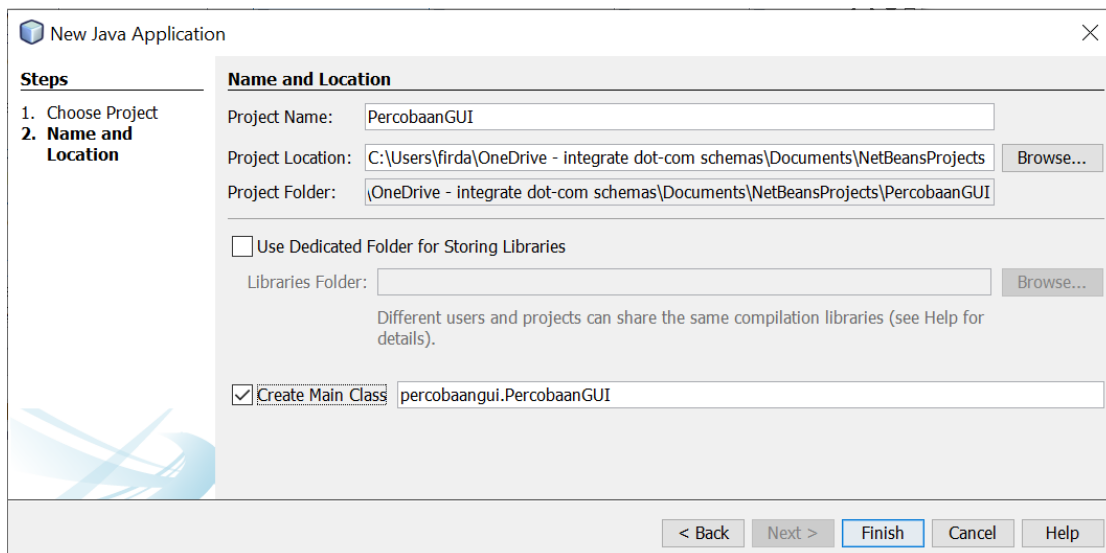 New Java Application
Steps
1. Choose Project
2. Name and
Location
Name and Location
Project Name: PercobaanGUI
Project Location: C:\Users\firda\OneDrive - integrate dot-com schemas\Documents\NetBeansProjects Browse...
Project Folder: \OneDrive - integrate dot-com schemas\Documents\NetBeansProjects\PercobaanGUI
Use Dedicated Folder for Storing Libraries
Libraries Folder: Browse...
Different users and projects can share the same compilation libraries (see Help for
details).
Create Main Class percobaangui.PercobaanGUI
< Back Next > Finish Cancel Help